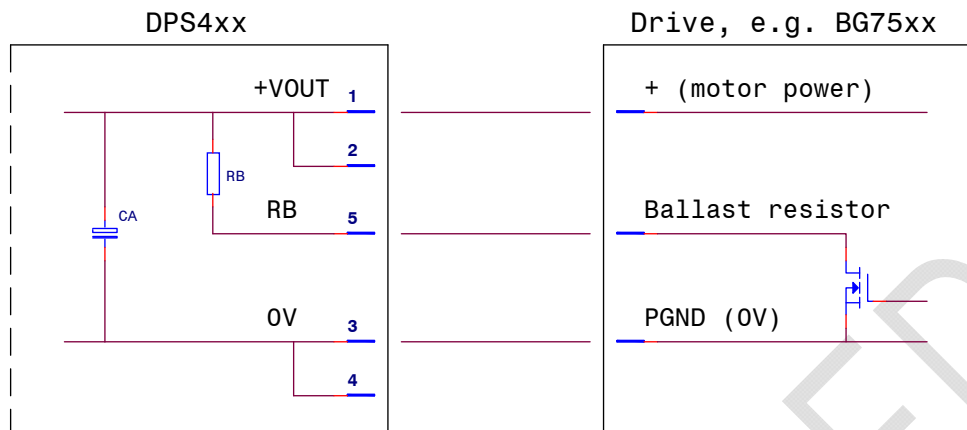 DPS4xx
Drive, e.g. BG75xx
+VOUT
1
+ (motor power)
2
RB
RB
5
Ballast resistor
CA
0V
3
PGND (0V)
4